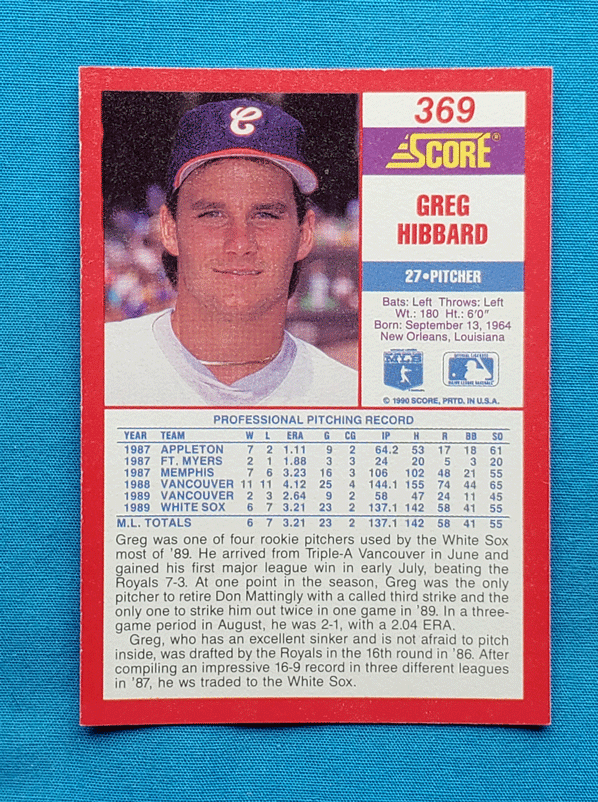 C
369
SCORE®
GREG
HIBBARD
27•PITCHER
Bats: Left Throws: Left
Wt.: 180 Ht.: 6'0"
Born: September 13, 1964
New Orleans, Louisiana
© 1990 SCORE, PRTD. IN U.S.A.
PROFESSIONAL PITCHING RECORD
YEAR TEAM W L ERA G CG IP H R BB SO
1987 APPLETON 7 2 1.11 9 2 64.2 53 17 18 61
1987 FT. MYERS 2 1 1.88 3 3 24 20 5 3 20
1987 MEMPHIS 7 6 3.23 16 3 106 102 48 21 55
1988 VANCOUVER 11 11 4.12 25 4 144.1 155 74 44 65
1989 VANCOUVER 2 3 2.64 9 2 58 47 24 11 45
1989 WHITE SOX 6 7 3.21 23 2 137.1 142 58 41 55
M.L. TOTALS 6 7 3.21 23 2 137.1 142 58 41 55
Greg was one of four rookie pitchers used by the White Sox
most of '89. He arrived from Triple-A Vancouver in June and
gained his first major league win in early July, beating the
Royals 7-3. At one point in the season, Greg was the only
pitcher to retire Don Mattingly with a called third strike and the
only one to strike him out twice in one game in '89. In a three-
game period in August, he was 2-1, with a 2.04 ERA.
Greg, who has an excellent sinker and is not afraid to pitch
inside, was drafted by the Royals in the 16th round in '86. After
compiling an impressive 16-9 record in three different leagues
in '87, he ws traded to the White Sox.